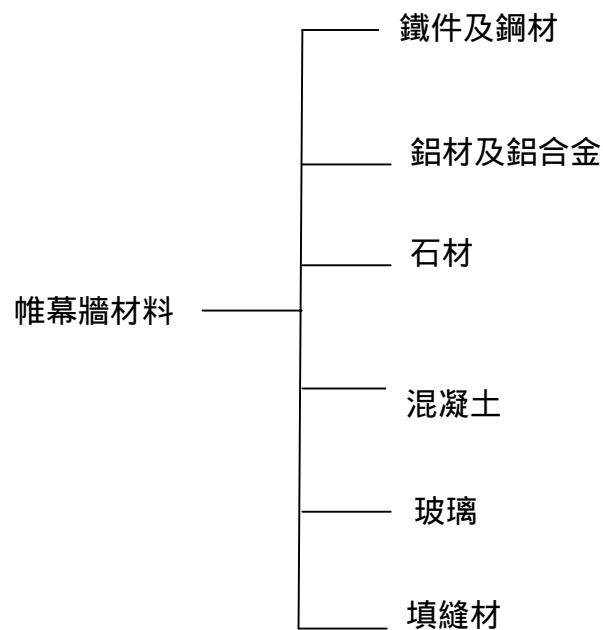 鐵件及鋼材
鋁材及鋁合金
石材
帷幕牆材料
混凝土
玻璃
填縫材